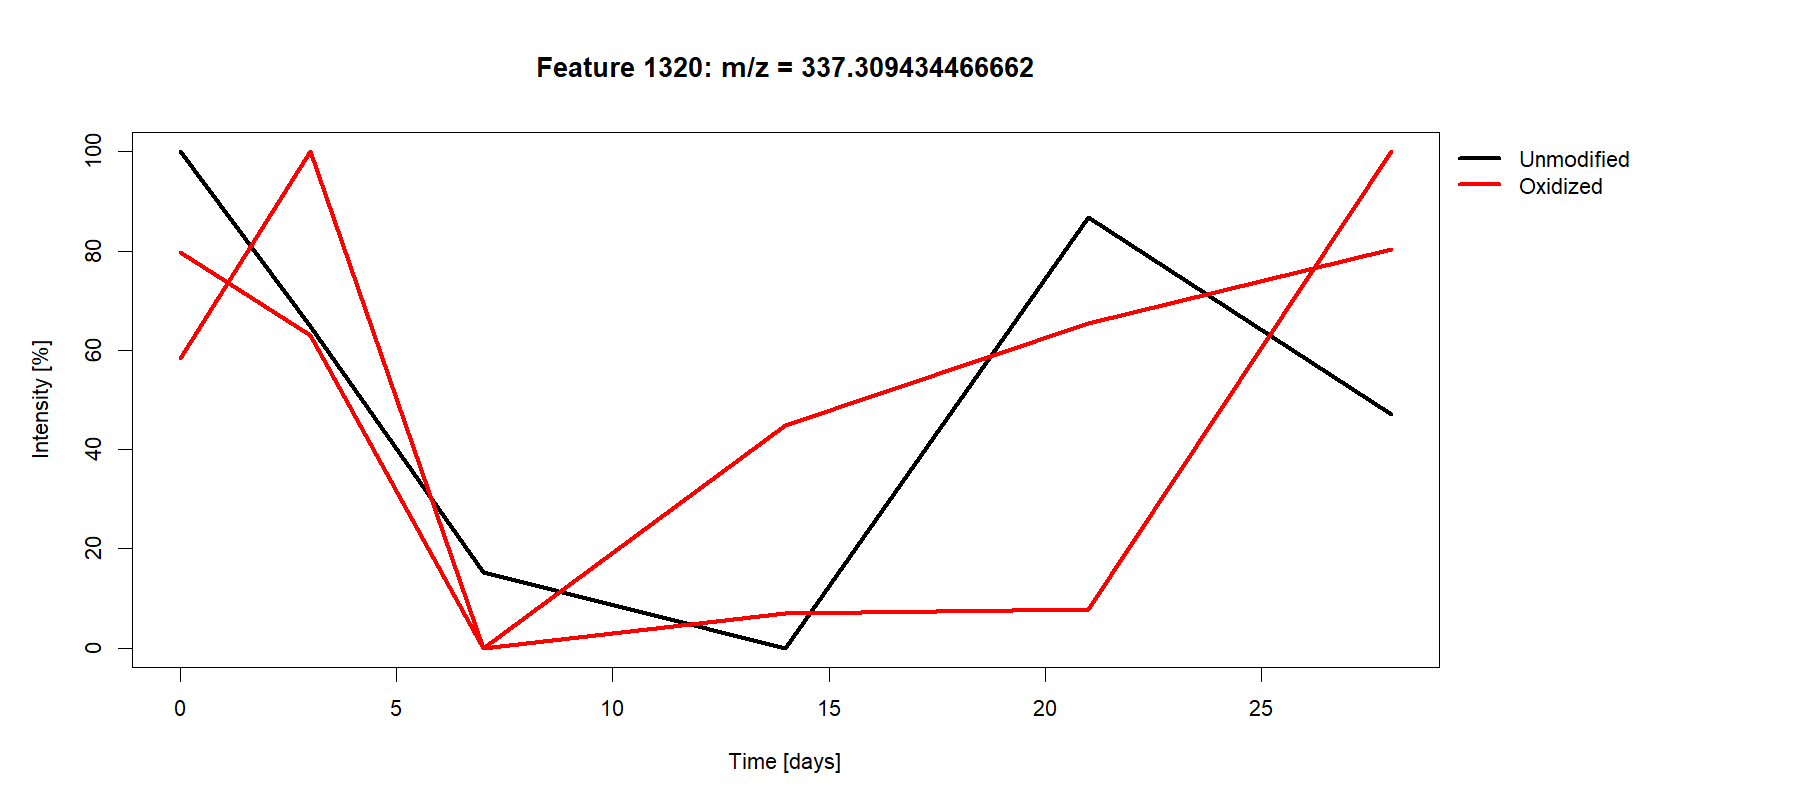 Feature 1320: m/z = 337.309434466662
Unmodified
Oxidized
Intensity [%]
100
80
60
40
20
0
0 5 10 15 20 25
Time [days]